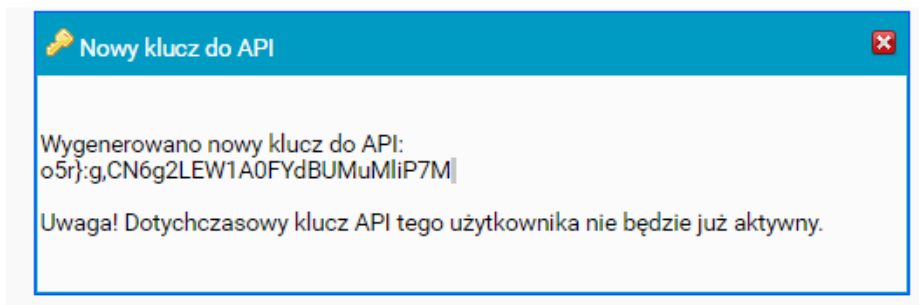 Nowy klucz do API
Wygenerowano nowy klucz do API:
o5r}:g,CN6g2LEW1A0FYdBUMuMliP7M
Uwaga! Dotychczasowy klucz API tego użytkownika nie będzie już aktywny.